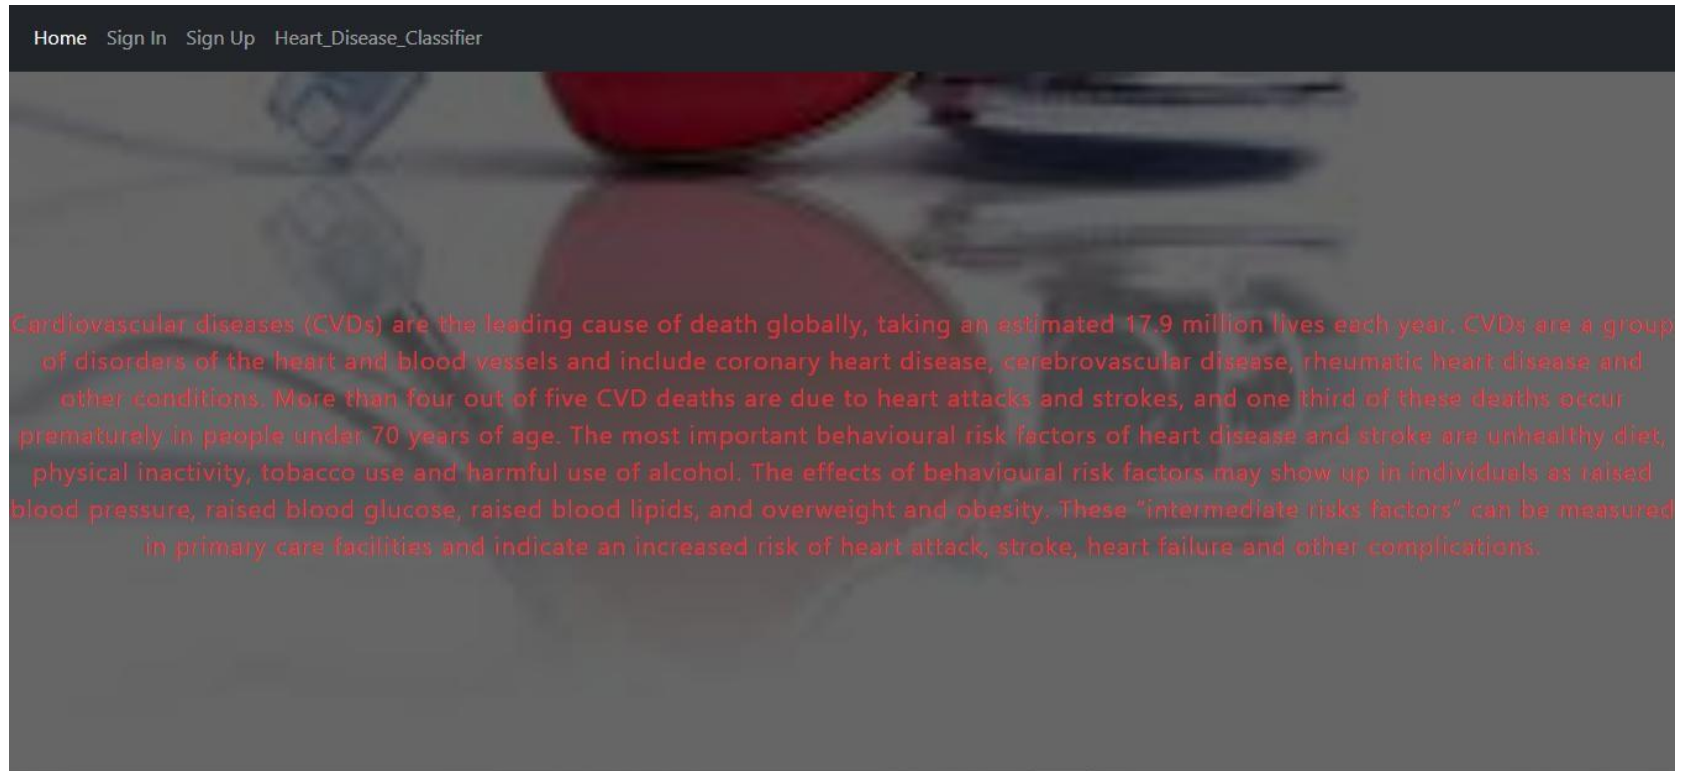 Home Sign In Sign Up Heart_Disease_Classifier
Cardiovascular diseases (CVDs) are the leading cause of death globally, taking an estimated 17.9 million lives each year. CVDs are a group
of disorders of the heart and blood vessels and include coronary heart disease, cerebrovascular disease, rheumatic heart disease and
other conditions. More than four out of five CVD deaths are due to heart attacks and strokes, and one third of these deaths occur
prematurely in people under 70 years of age. The most important behavioural risk factors of heart disease and stroke are unhealthy diet,
physical inactivity, tobacco use and harmful use of alcohol. The effects of behavioural risk factors may show up in individuals as raised
blood pressure, raised blood glucose, raised blood lipids, and overweight and obesity. These “intermediate risks factors” can be measured
in primary care facilities and indicate an increased risk of heart attack, stroke, heart failure and other complications.